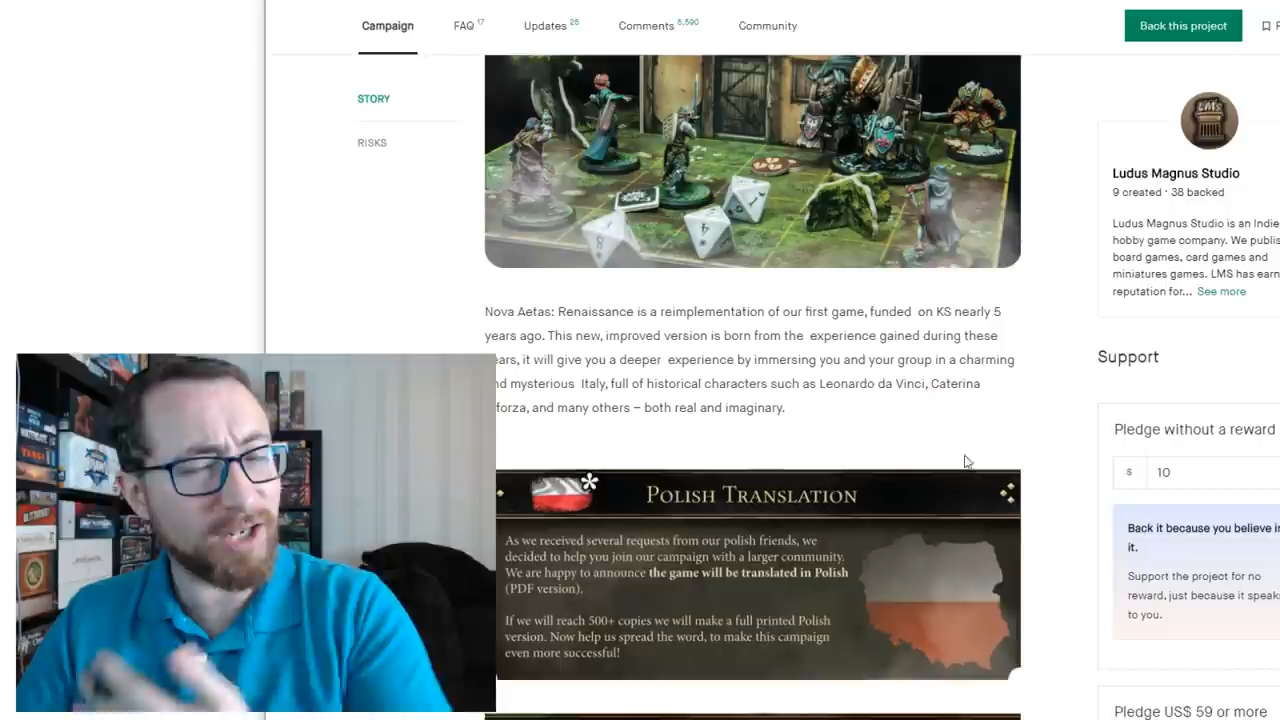 Campaign
FAQ 17
Updates 25
Comments 5,590
Community
Back this project
STORY
RISKS
LMS
Ludus Magnus Studio
9 created · 38 backed
Ludus Magnus Studio is an Indie
hobby game company. We publis
board games, card games and
miniatures games. LMS has earn
reputation for... See more
Nova Aetas: Renaissance is a reimplementation of our first game, funded on KS nearly 5
years ago. This new, improved version is born from the experience gained during these
ears, it will give you a deeper experience by immersing you and your group in a charming
nd mysterious Italy, full of historical characters such as Leonardo da Vinci, Caterina
forza, and many others – both real and imaginary.
Support
Pledge without a reward
$ 10
Back it because you believe in
it.
Support the project for no
reward, just because it speaks
to you.
Pledge US$ 59 or more
* POLISH TRANSLATION
As we received several requests from our polish friends, we
decided to help you join our campaign with a larger community.
We are happy to announce the game will be translated in Polish
(PDF version).
If we will reach 500+ copies we will make a full printed Polish
version. Now help us spread the word, to make this campaign
even more successful!